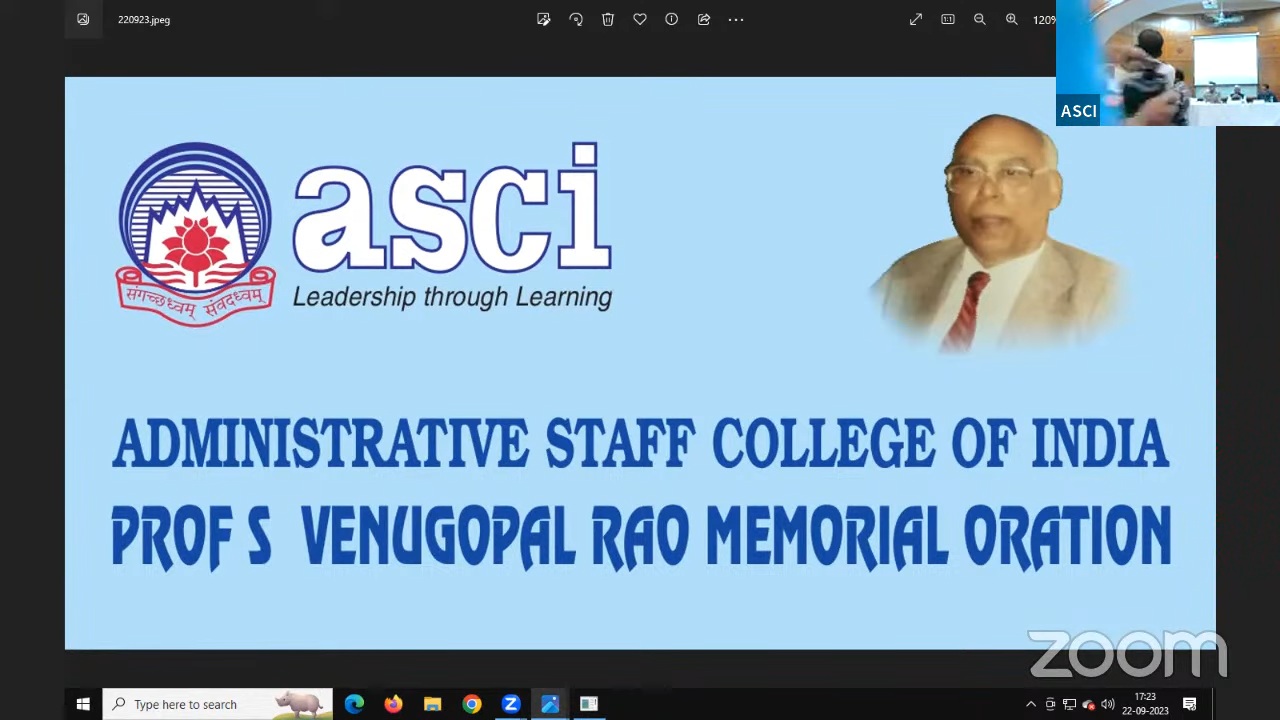 220923.jpeg
120%
ASCI
asci
Leadership through Learning
संगच्छध्वम् संवदध्वम्
ADMINISTRATIVE STAFF COLLEGE OF INDIA
PROF S VENUGOPAL RAO MEMORIAL ORATION
zoom
Type here to search
17:23
22-09-2023